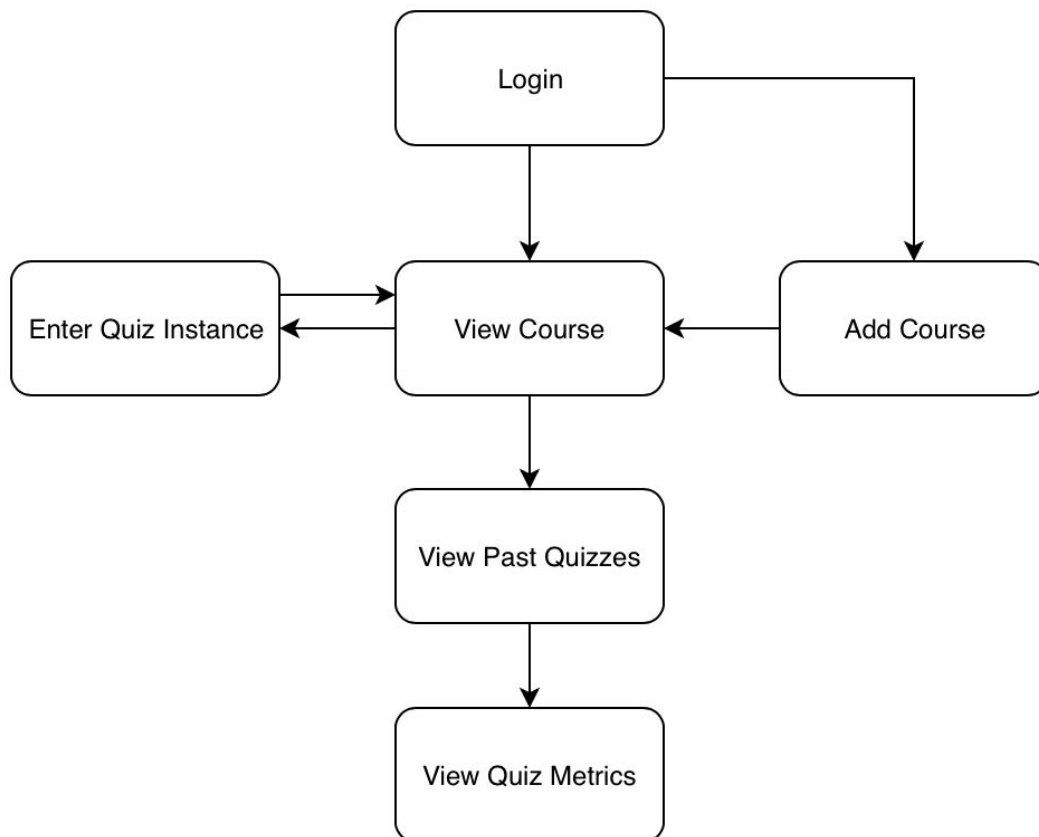 Login
Enter Quiz Instance
View Course
Add Course
View Past Quizzes
View Quiz Metrics